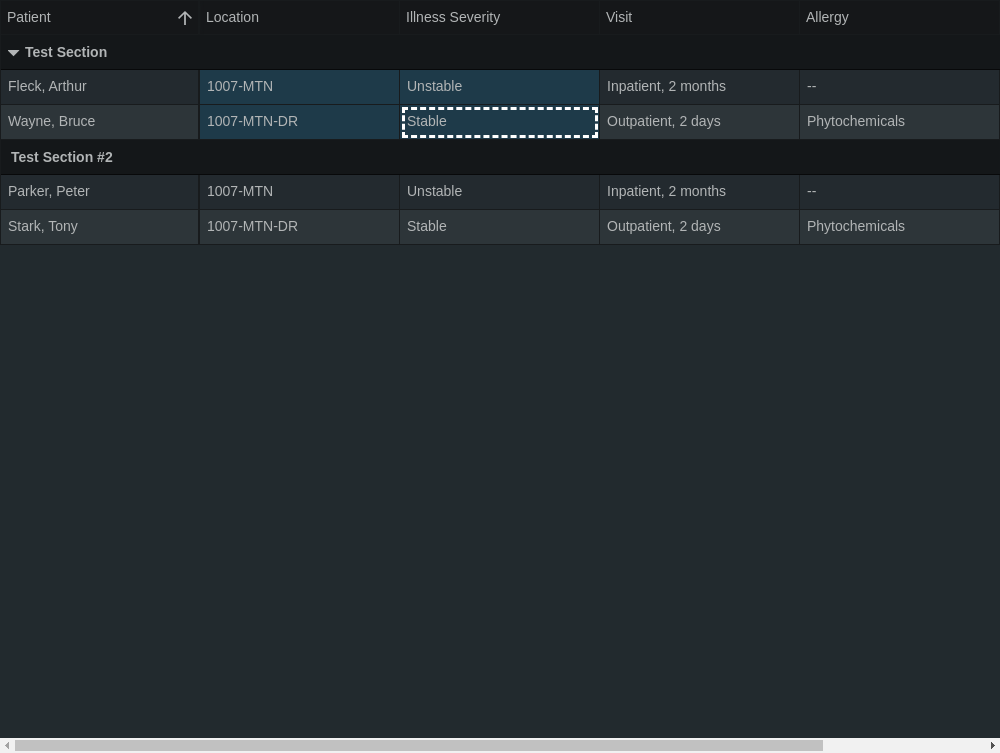 Patient Location Illness Severity Visit Allergy
Test Section
Fleck, Arthur 1007-MTN Unstable Inpatient, 2 months --
Wayne, Bruce 1007-MTN-DR Stable Outpatient, 2 days Phytochemicals
Test Section #2
Parker, Peter 1007-MTN Unstable Inpatient, 2 months --
Stark, Tony 1007-MTN-DR Stable Outpatient, 2 days Phytochemicals